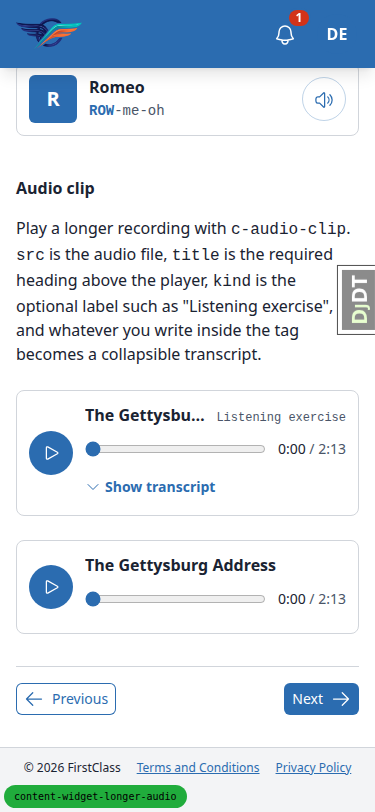 1
DE
R
Romeo
ROW-me-oh
Audio clip
Play a longer recording with c-audio-clip.
src is the audio file, title is the required
heading above the player, kind is the
optional label such as "Listening exercise",
and whatever you write inside the tag
becomes a collapsible transcript.
DjDT
The Gettysbu... Listening exercise
0:00 / 2:13
Show transcript
The Gettysburg Address
0:00 / 2:13
Previous
Next
© 2026 FirstClass Terms and Conditions Privacy Policy
content-widget-longer-audio